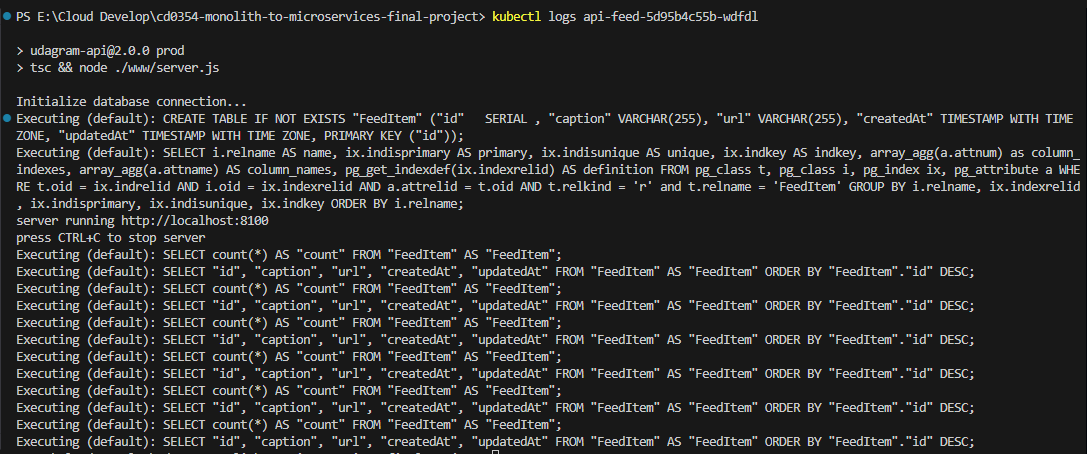 PS E:\Cloud Develop\cd0354-monolith-to-microservices-final-project> kubectl logs api-feed-5d95b4c55b-wdfdl
> udagram-api@2.0.0 prod
> tsc && node ./www/server.js
Initialize database connection...
Executing (default): CREATE TABLE IF NOT EXISTS "FeedItem" ("id"   SERIAL , "caption" VARCHAR(255), "url" VARCHAR(255), "createdAt" TIMESTAMP WITH TIME
ZONE, "updatedAt" TIMESTAMP WITH TIME ZONE, PRIMARY KEY ("id"));
Executing (default): SELECT i.relname AS name, ix.indisprimary AS primary, ix.indisunique AS unique, ix.indkey AS indkey, array_agg(a.attnum) as column_
indexes, array_agg(a.attname) AS column_names, pg_get_indexdef(ix.indexrelid) AS definition FROM pg_class t, pg_class i, pg_index ix, pg_attribute a WHE
RE t.oid = ix.indrelid AND i.oid = ix.indexrelid AND a.attrelid = t.oid AND t.relkind = 'r' and t.relname = 'FeedItem' GROUP BY i.relname, ix.indexrelid
, ix.indisprimary, ix.indisunique, ix.indkey ORDER BY i.relname;
server running http://localhost:8100
press CTRL+C to stop server
Executing (default): SELECT count(*) AS "count" FROM "FeedItem" AS "FeedItem";
Executing (default): SELECT "id", "caption", "url", "createdAt", "updatedAt" FROM "FeedItem" AS "FeedItem" ORDER BY "FeedItem"."id" DESC;
Executing (default): SELECT count(*) AS "count" FROM "FeedItem" AS "FeedItem";
Executing (default): SELECT "id", "caption", "url", "createdAt", "updatedAt" FROM "FeedItem" AS "FeedItem" ORDER BY "FeedItem"."id" DESC;
Executing (default): SELECT count(*) AS "count" FROM "FeedItem" AS "FeedItem";
Executing (default): SELECT "id", "caption", "url", "createdAt", "updatedAt" FROM "FeedItem" AS "FeedItem" ORDER BY "FeedItem"."id" DESC;
Executing (default): SELECT count(*) AS "count" FROM "FeedItem" AS "FeedItem";
Executing (default): SELECT "id", "caption", "url", "createdAt", "updatedAt" FROM "FeedItem" AS "FeedItem" ORDER BY "FeedItem"."id" DESC;
Executing (default): SELECT count(*) AS "count" FROM "FeedItem" AS "FeedItem";
Executing (default): SELECT "id", "caption", "url", "createdAt", "updatedAt" FROM "FeedItem" AS "FeedItem" ORDER BY "FeedItem"."id" DESC;
Executing (default): SELECT count(*) AS "count" FROM "FeedItem" AS "FeedItem";
Executing (default): SELECT "id", "caption", "url", "createdAt", "updatedAt" FROM "FeedItem" AS "FeedItem" ORDER BY "FeedItem"."id" DESC;